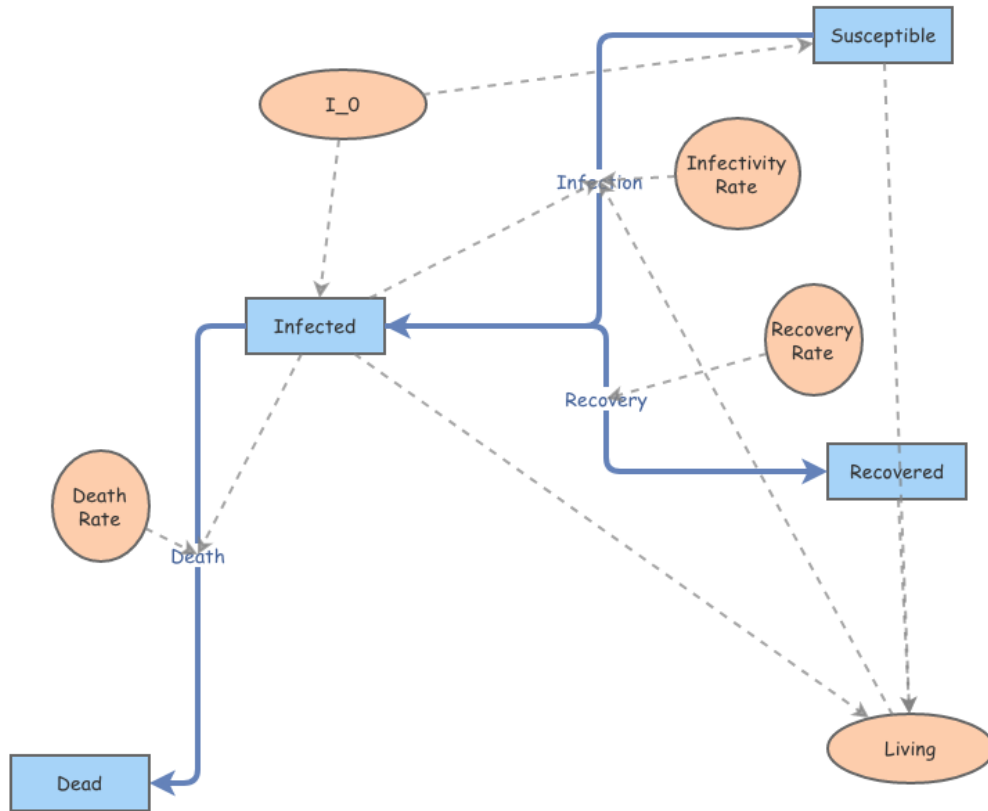 Susceptible
I_0
Infectivity
Rate
Infection
Infected
Recovery
Rate
Recovery
Recovered
Death
Rate
Death
Living
Dead